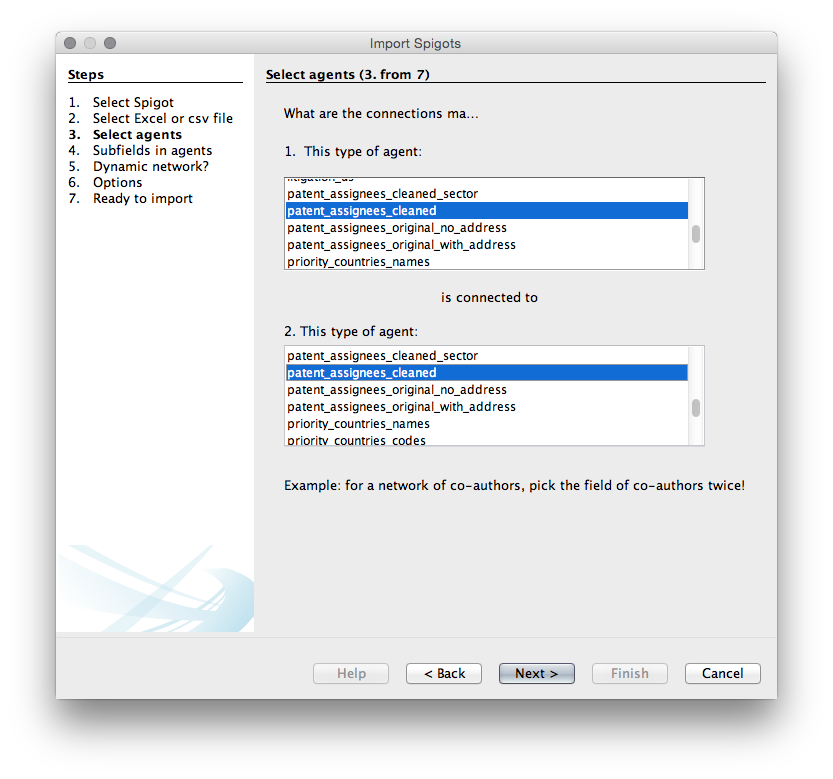 Import Spigots
Steps
1. Select Spigot
2. Select Excel or csv file
3. Select agents
4. Subfields in agents
5. Dynamic network?
6. Options
7. Ready to import
Select agents (3. from 7)
What are the connections ma...
1. This type of agent:
litigation_us
patent_assignees_cleaned_sector
patent_assignees_cleaned
patent_assignees_original_no_address
patent_assignees_original_with_address
priority_countries_names
is connected to
2. This type of agent:
patent_assignees_cleaned_sector
patent_assignees_cleaned
patent_assignees_original_no_address
patent_assignees_original_with_address
priority_countries_names
priority_countries_codes
Example: for a network of co-authors, pick the field of co-authors twice!
Help
< Back
Next >
Finish
Cancel